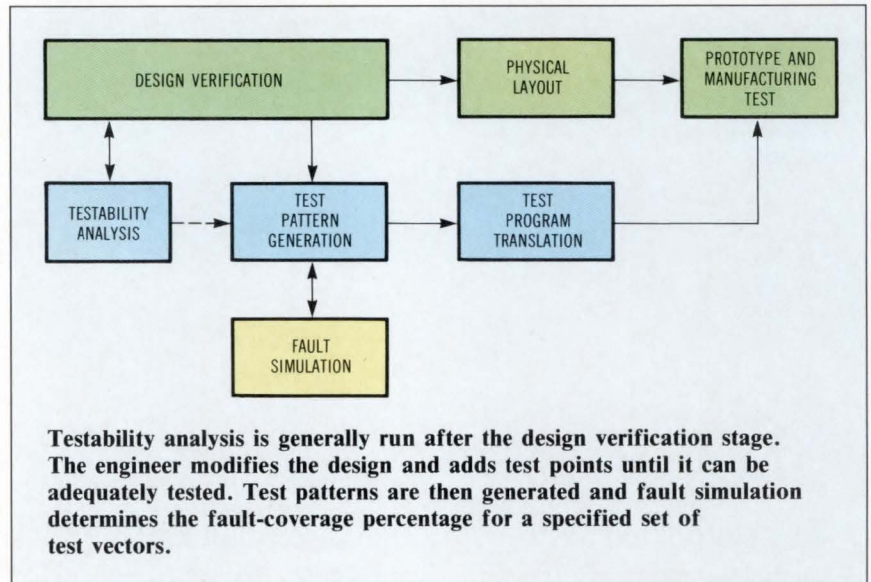 DESIGN VERIFICATION
PHYSICAL
LAYOUT
PROTOTYPE AND
MANUFACTURING
TEST
TESTABILITY
ANALYSIS
TEST
PATTERN
GENERATION
TEST
PROGRAM
TRANSLATION
FAULT
SIMULATION
Testability analysis is generally run after the design verification stage.
The engineer modifies the design and adds test points until it can be
adequately tested. Test patterns are then generated and fault simulation
determines the fault-coverage percentage for a specified set of
test vectors.